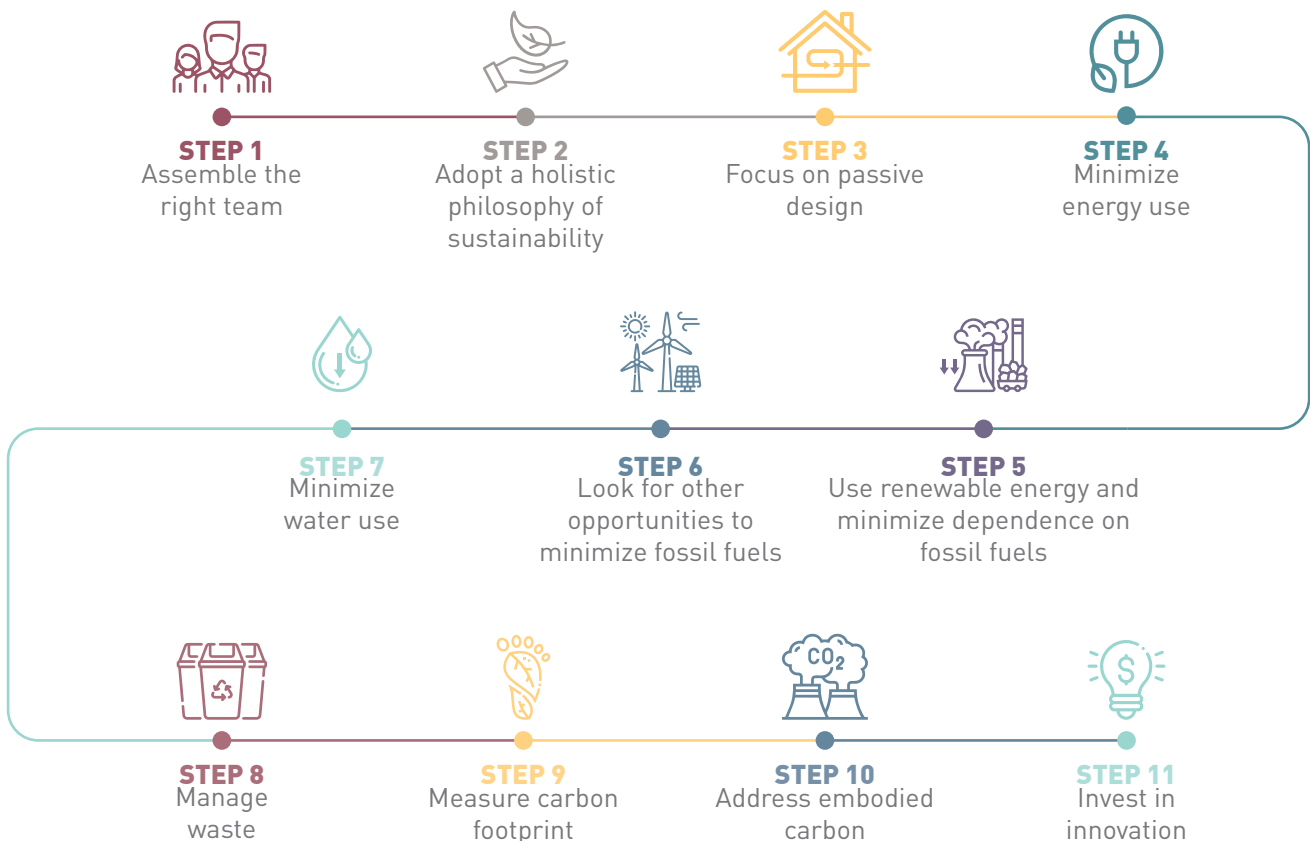 STEP 1
Assemble the
right team
STEP 2
Adopt a holistic
philosophy of
sustainability
STEP 3
Focus on passive
design
STEP 4
Minimize
energy use
STEP 5
Use renewable energy and
minimize dependence on
fossil fuels
STEP 6
Look for other
opportunities to
minimize fossil fuels
STEP 7
Minimize
water use
STEP 8
Manage
waste
STEP 9
Measure carbon
footprint
CO2
STEP 10
Address embodied
carbon
$
STEP 11
Invest in
innovation